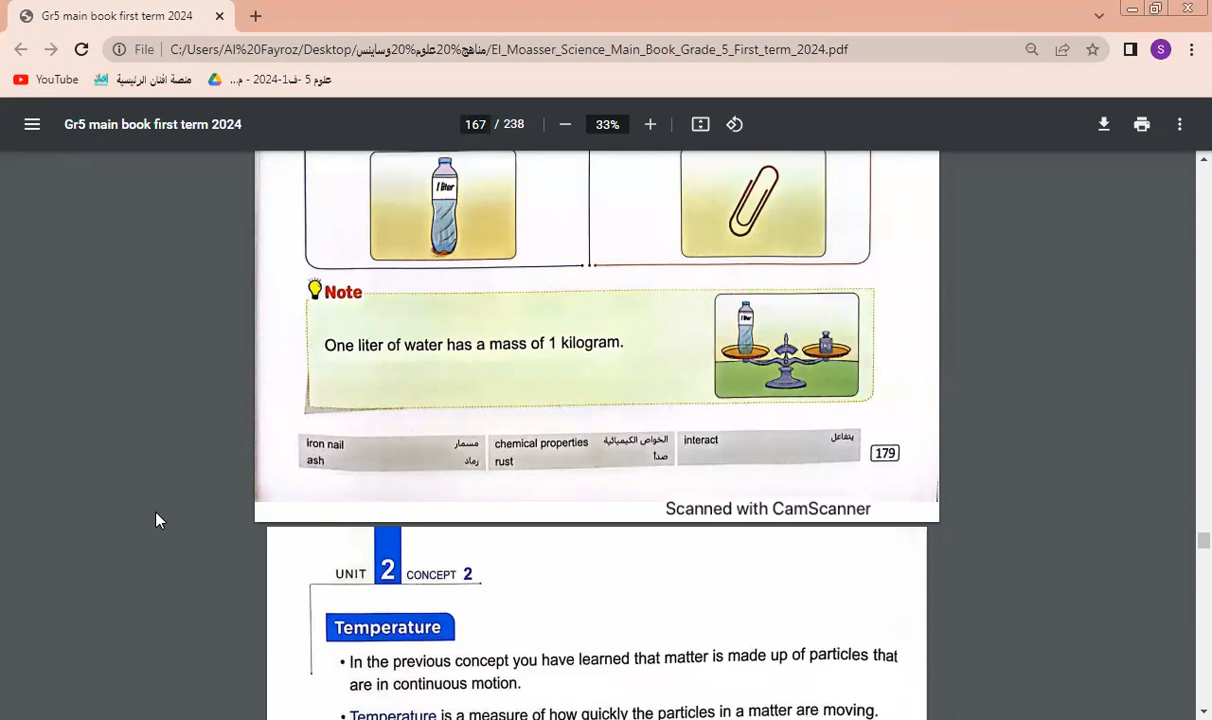 Gr5 main book first term 2024
File
C:/Users/Al%20Fayroz/Desktop/مناهج%20علوم%20وساينس/El_Moasser_Science_Main_Book_Grade_5_First_term_2024.pdf
S
YouTube
منصة افنان الرئيسية
علوم 5 -ف1-2024 - م...
Gr5 main book first term 2024
167 / 238
33%
1 liter
Note
1 liter
One liter of water has a mass of 1 kilogram.
iron nail مسمار chemical properties الخواص الكيميائية interact يتفاعل
ash رماد rust صدأ
179
Scanned with CamScanner
UNIT 2 CONCEPT 2
Temperature
• In the previous concept you have learned that matter is made up of particles that
are in continuous motion.
• Temperature is a measure of how quickly the particles in a matter are moving.